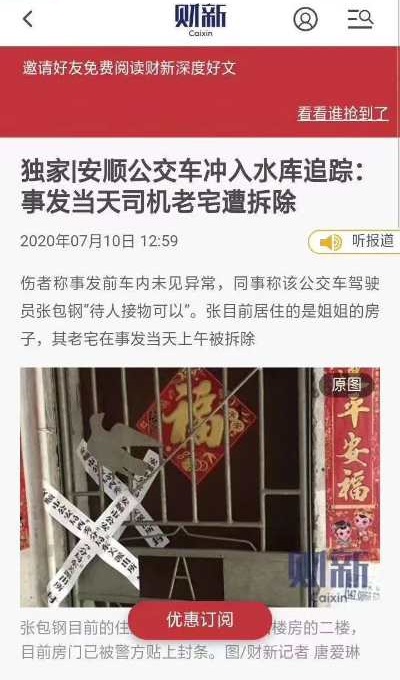 财新
Caixin
邀请好友免费阅读财新深度好文
看看谁抢到了
独家|安顺公交车冲入水库追踪：
事发当天司机老宅遭拆除
2020年07月10日 12:59
听报道
伤者称事发前车内未见异常，同事称该公交车驾驶
员张包钢“待人接物可以”。张目前居住的是姐姐的房
子，其老宅在事发当天上午被拆除
原图
福
平安福
财新
Caixin
优惠订阅
张包钢目前的住
楼房的二楼，
目前房门已被警方贴上封条。图/财新记者 唐爱琳